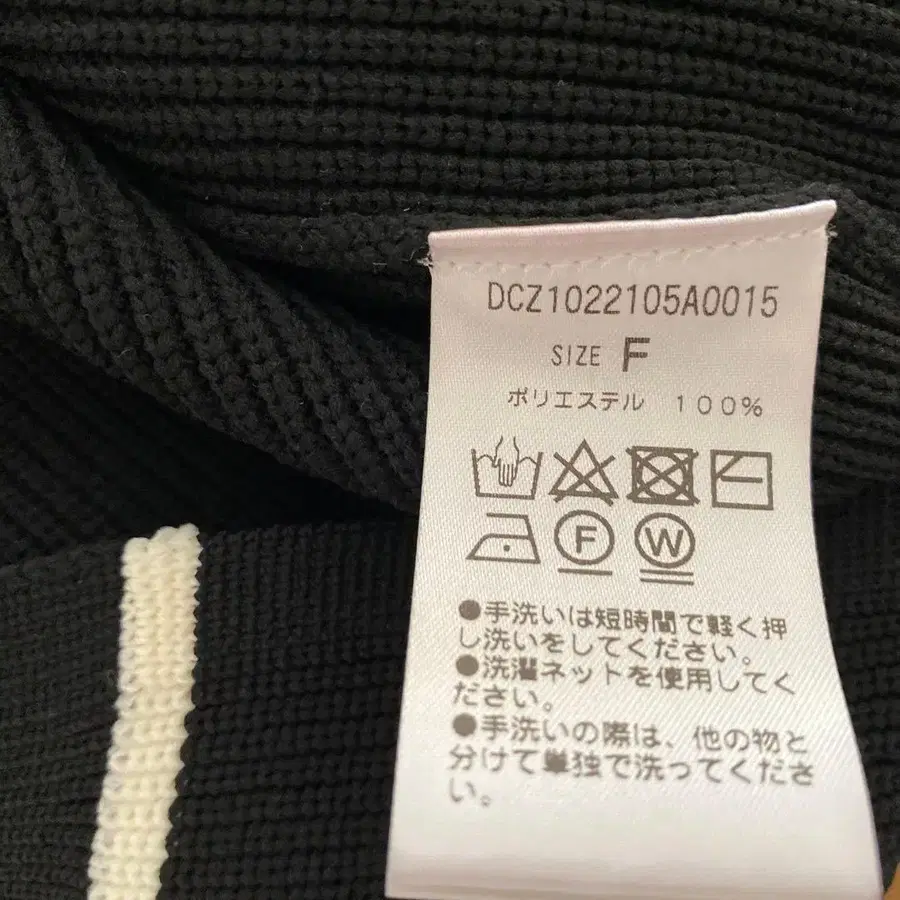 DCZ1022105A0015
SIZE F
ポリエステル 100%
F W
●手洗いは短時間で軽く押
し洗いをしてください。
●洗濯ネットを使用してく
ださい。
●手洗いの際は、他の物と
分けて単独で洗ってくださ
い。